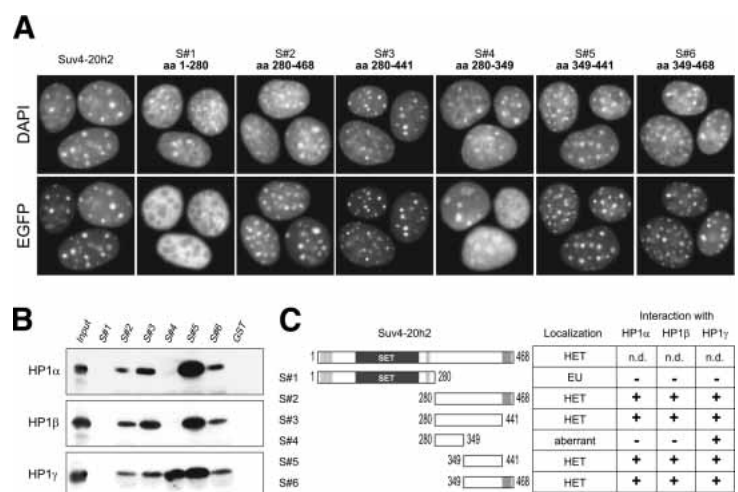 A
Suv4-20h2
S#1
aa 1-280
S#2
aa 280-468
S#3
aa 280-441
S#4
aa 280-349
S#5
aa 349-441
S#6
aa 349-468
DAPI
EGFP
B
Input S#1 S#2 S#3 S#4 S#5 S#6 GST
HP1α
HP1β
HP1γ
C
Suv4-20h2
Localization
Interaction with
HP1α HP1β HP1γ
1 SET 468 HET n.d. n.d. n.d.
S#1 1 SET 280 EU - - -
S#2 280 468 HET + + +
S#3 280 441 HET + + +
S#4 280 349 aberrant - - +
S#5 349 441 HET + + +
S#6 349 468 HET + + +